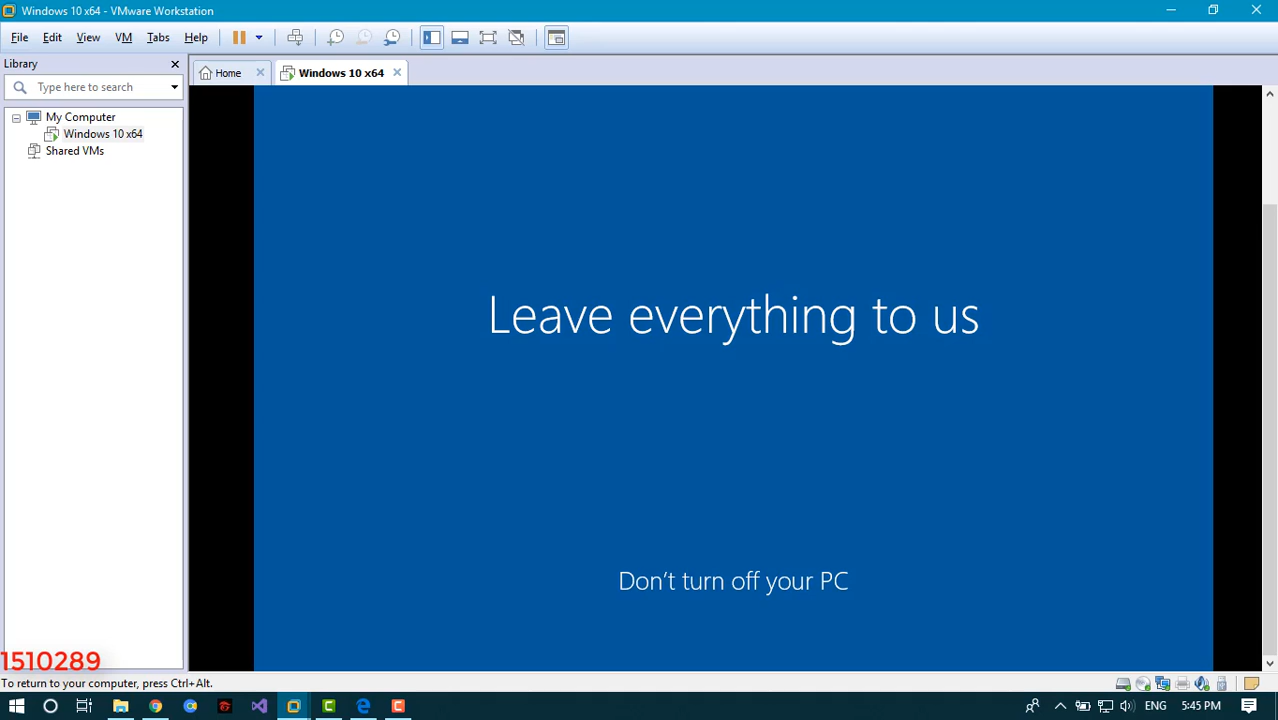 Windows 10 x64 - VMware Workstation
File Edit View VM Tabs Help
Library
Home
Windows 10 x64
Type here to search
My Computer
Windows 10 x64
Shared VMs
Leave everything to us
Don't turn off your PC
1510289
To return to your computer, press Ctrl+Alt.
ENG
5:45 PM